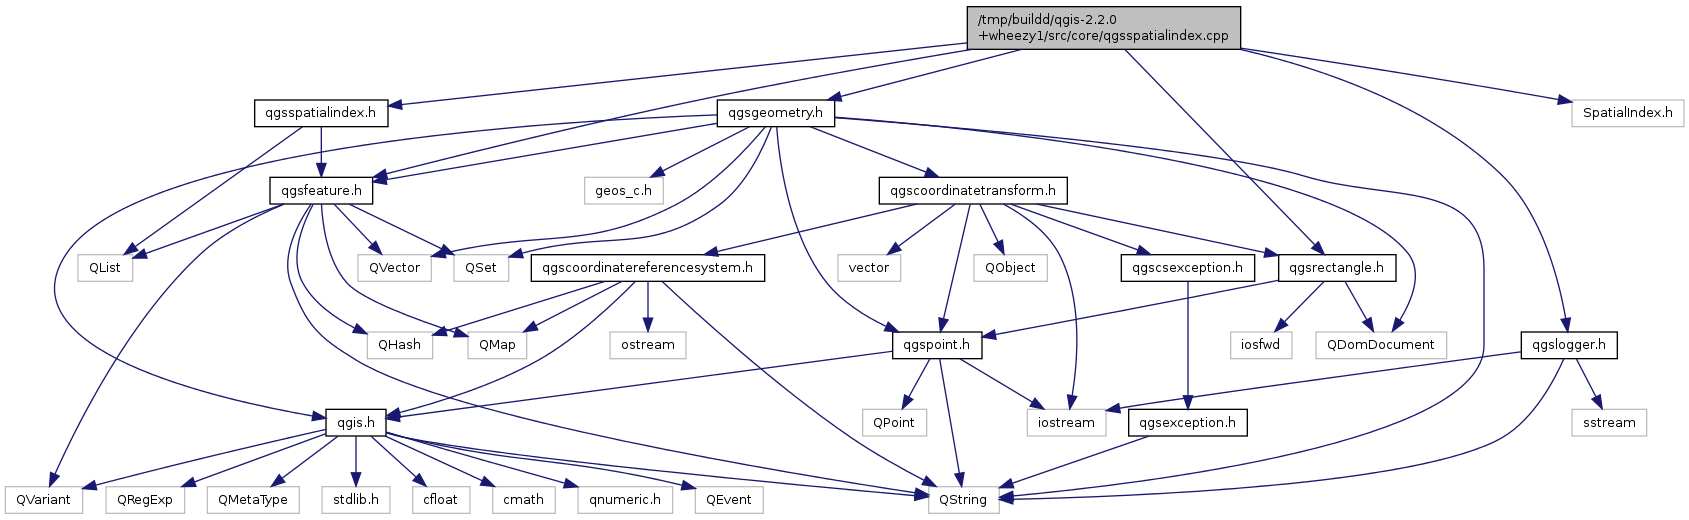 /tmp/buildd/qgis-2.2.0
+wheezy1/src/core/qgsspatialindex.cpp
qgsspatialindex.h
qgsgeometry.h
SpatialIndex.h
qgsfeature.h
geos_c.h
qgscoordinatetransform.h
QList
QVector
QSet
qgscoordinatereferencesystem.h
vector
QObject
qgscsexception.h
qgsrectangle.h
QHash
QMap
ostream
qgspoint.h
iosfwd
QDomDocument
qgslogger.h
qgis.h
QPoint
iostream
qgsexception.h
sstream
QVariant
QRegExp
QMetaType
stdlib.h
cfloat
cmath
qnumeric.h
QEvent
QString